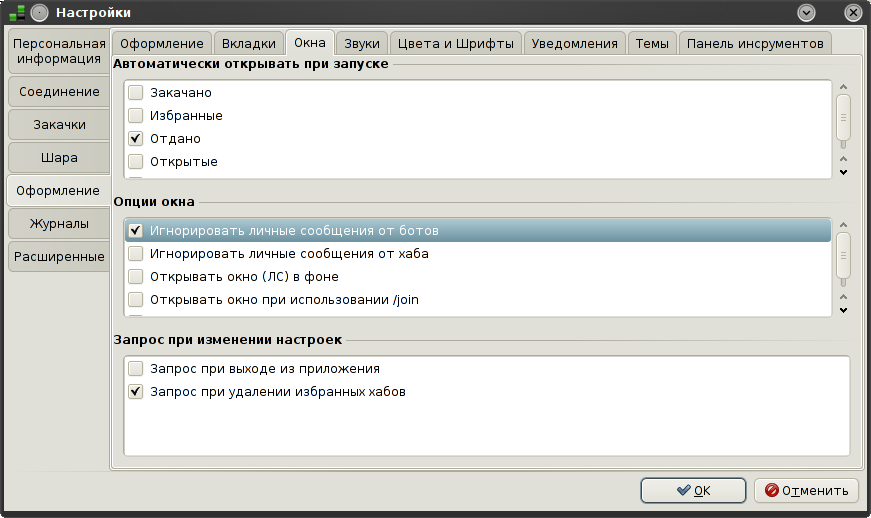 Настройки
Персональная
информация
Соединение
Закачки
Шара
Оформление
Журналы
Расширенные
Оформление Вкладки Окна Звуки Цвета и Шрифты Уведомления Темы Панель инсрументов
Автоматически открывать при запуске
Закачано
Избранные
Отдано
Открытые
Опции окна
Игнорировать личные сообщения от ботов
Игнорировать личные сообщения от хаба
Открывать окно (ЛС) в фоне
Открывать окно при использовании /join
Запрос при изменении настроек
Запрос при выходе из приложения
Запрос при удалении избранных хабов
OK Отменить